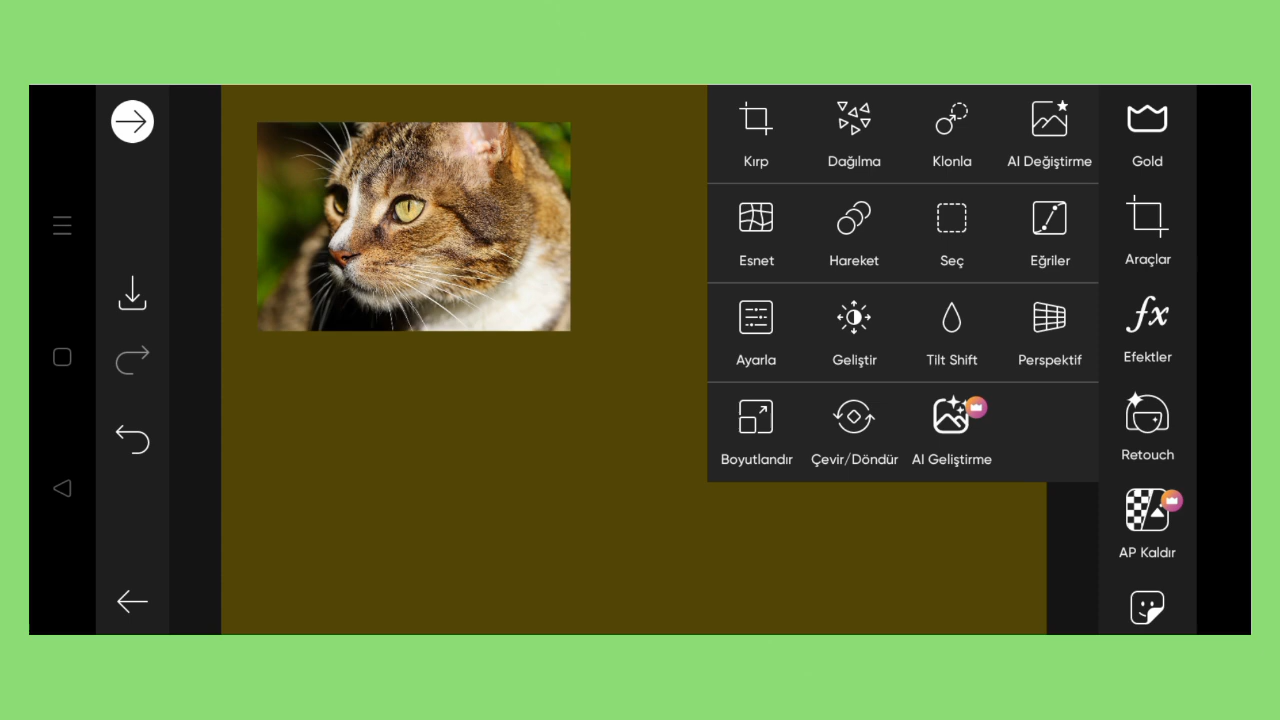 Kırp
Dağılma
Klonla
AI Değiştirme
Gold
Esnet
Hareket
Seç
Eğriler
Araçlar
Ayarla
Geliştir
Tilt Shift
Perspektif
fx
Efektler
Boyutlandır
Çevir/Döndür
AI Geliştirme
Retouch
AP Kaldır